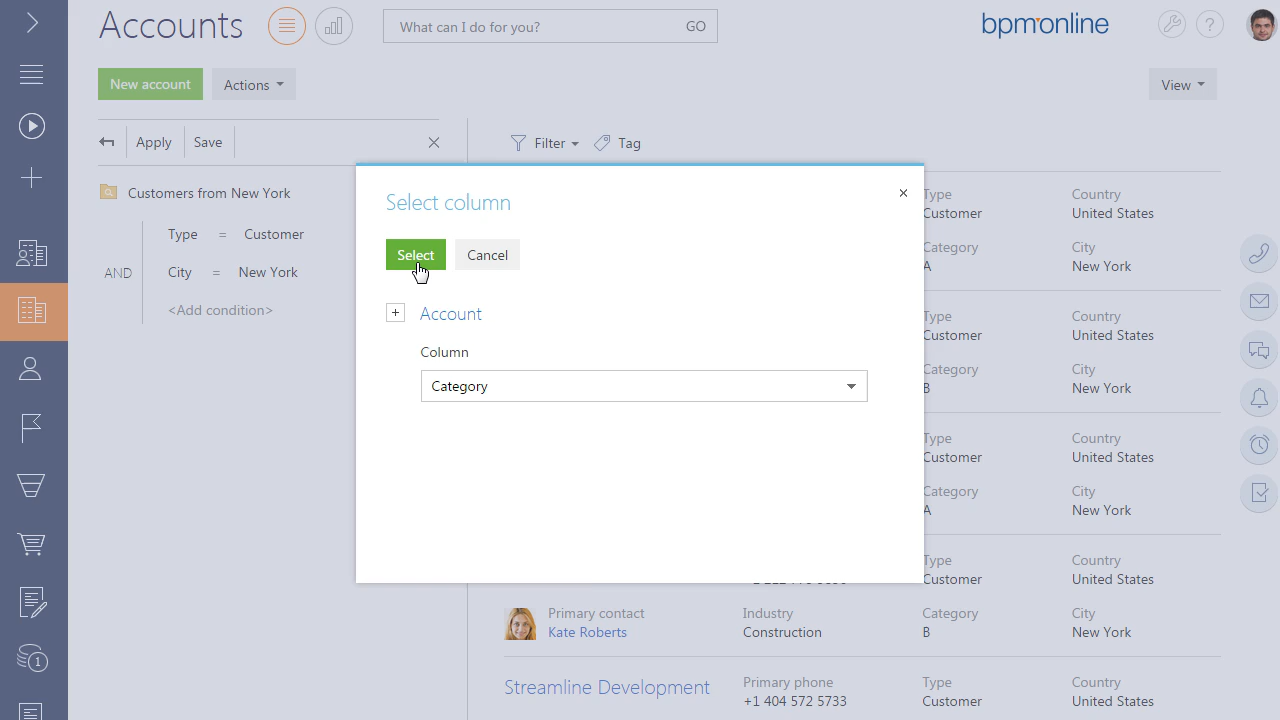 Accounts
What can I do for you?
GO
bpmonline
New account
Actions
View
Apply
Save
Filter
Tag
Customers from New York
Type = Customer
AND
City = New York
<Add condition>
Select column
Select
Cancel
+
Account
Column
Category
Type
Country
Customer
United States
Category
City
A
New York
Type
Country
Customer
United States
Category
City
B
New York
Type
Country
Customer
United States
Category
City
A
New York
Type
Country
Customer
United States
Primary contact
Industry
Category
City
Kate Roberts
Construction
B
New York
Streamline Development
Primary phone
Type
Country
+1 404 572 5733
Customer
United States
1